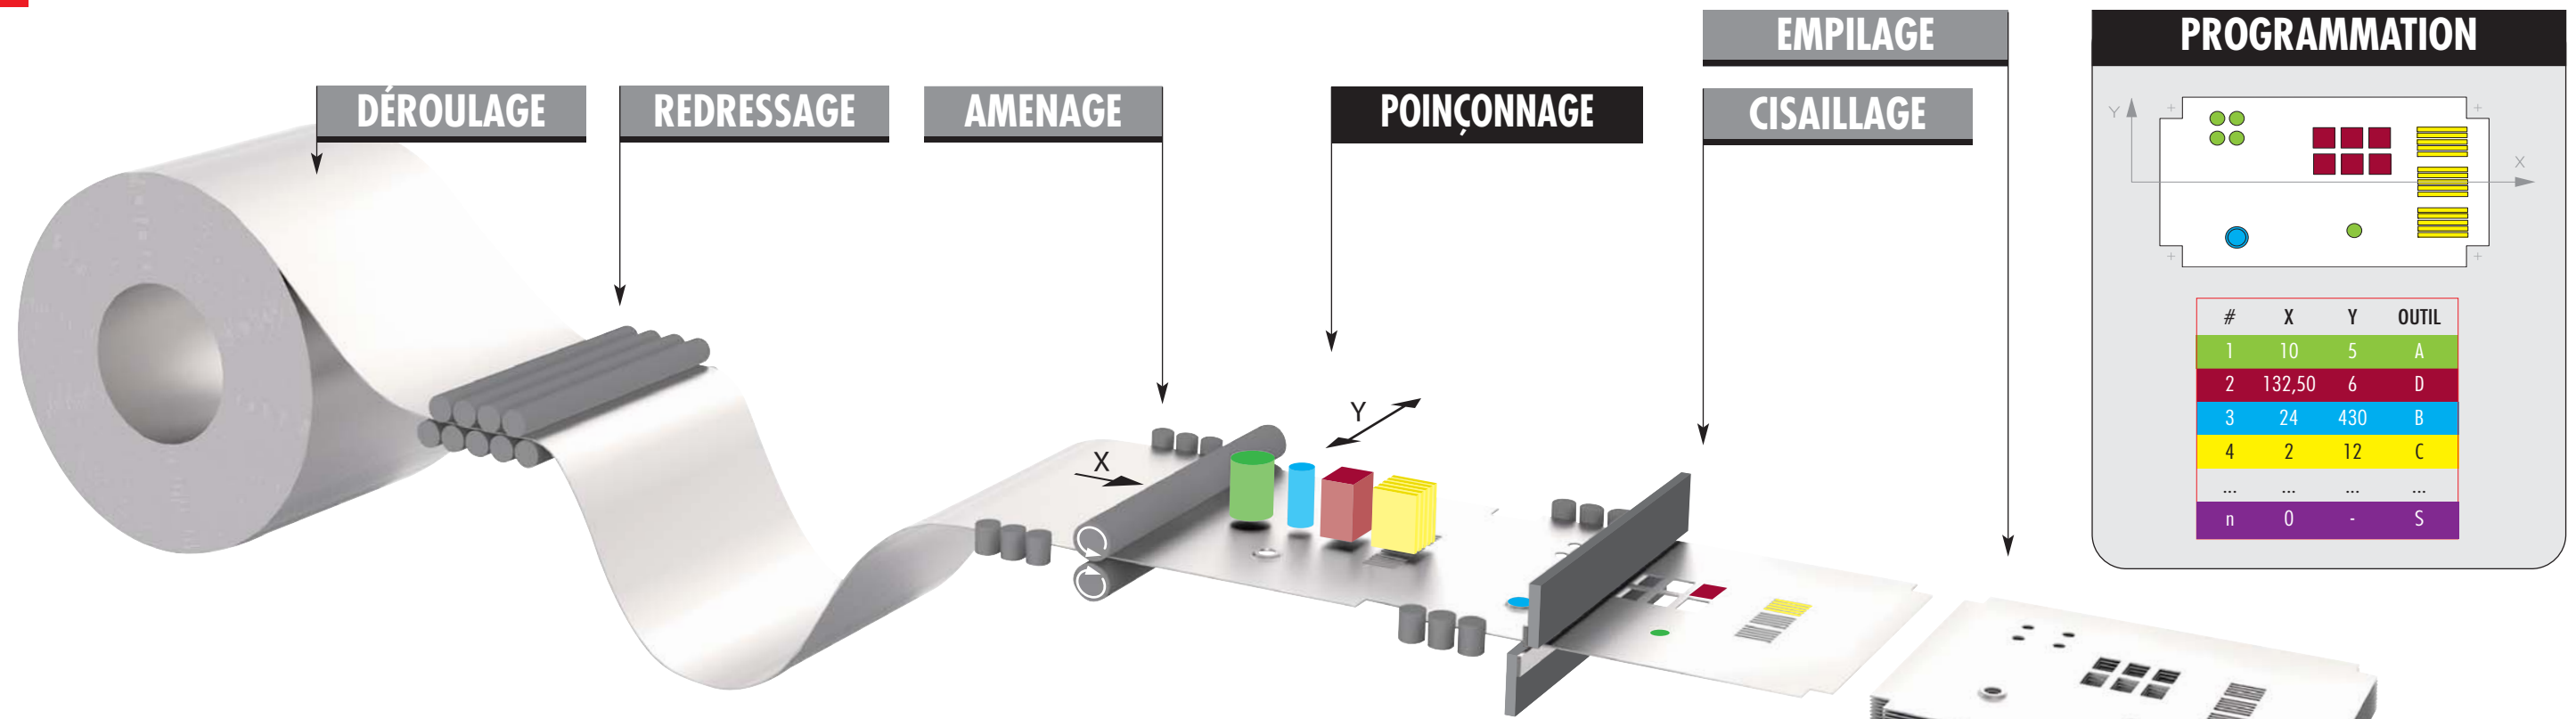 EMPILAGE
PROGRAMMATION
DÉROULAGE
REDRESSAGE
AMENAGE
POINÇONNAGE
CISAILLAGE
Y
X
# X Y OUTIL
1 10 5 A
2 132,50 6 D
3 24 430 B
4 2 12 C
... ... ... ...
n 0 - S
Y
X